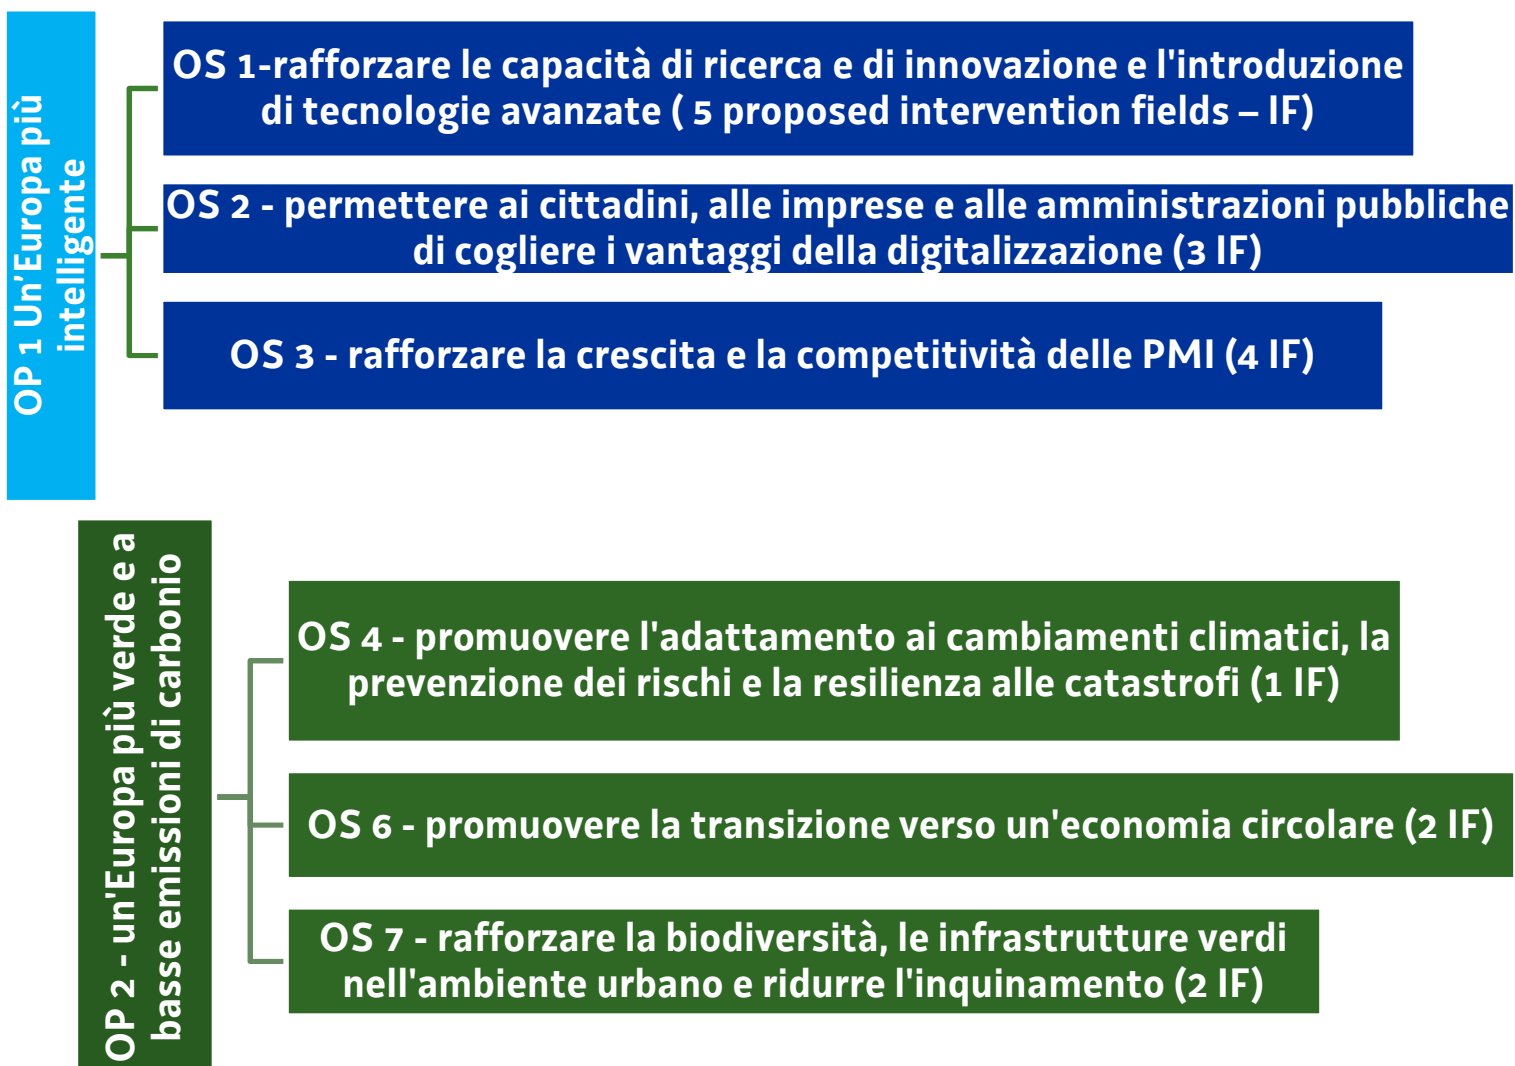 OP 1 Un'Europa più
intelligente
OS 1-rafforzare le capacità di ricerca e di innovazione e l'introduzione
di tecnologie avanzate ( 5 proposed intervention fields – IF)
OS 2 - permettere ai cittadini, alle imprese e alle amministrazioni pubbliche
di cogliere i vantaggi della digitalizzazione (3 IF)
OS 3 - rafforzare la crescita e la competitività delle PMI (4 IF)
OP 2 - un'Europa più verde e a
basse emissioni di carbonio
OS 4 - promuovere l'adattamento ai cambiamenti climatici, la
prevenzione dei rischi e la resilienza alle catastrofi (1 IF)
OS 6 - promuovere la transizione verso un'economia circolare (2 IF)
OS 7 - rafforzare la biodiversità, le infrastrutture verdi
nell'ambiente urbano e ridurre l'inquinamento (2 IF)